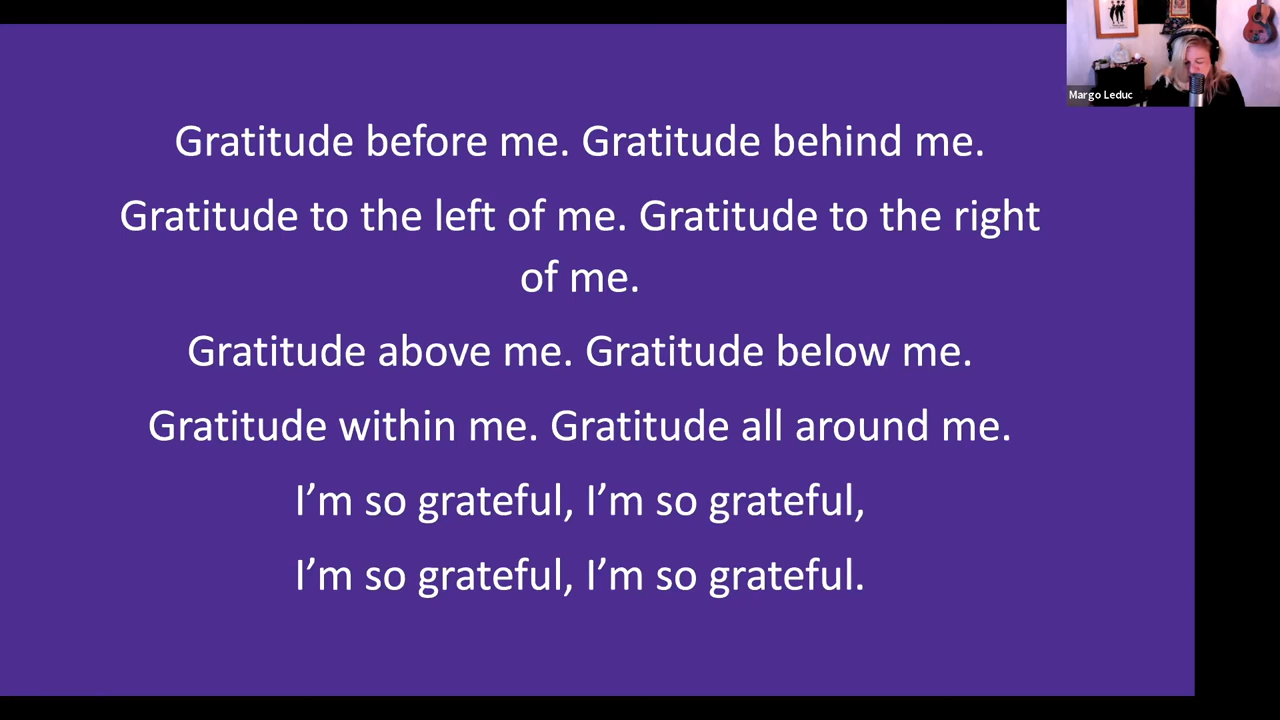 Margo Leduc
Gratitude before me. Gratitude behind me.
Gratitude to the left of me. Gratitude to the right
of me.
Gratitude above me. Gratitude below me.
Gratitude within me. Gratitude all around me.
I’m so grateful, I’m so grateful,
I’m so grateful, I’m so grateful.